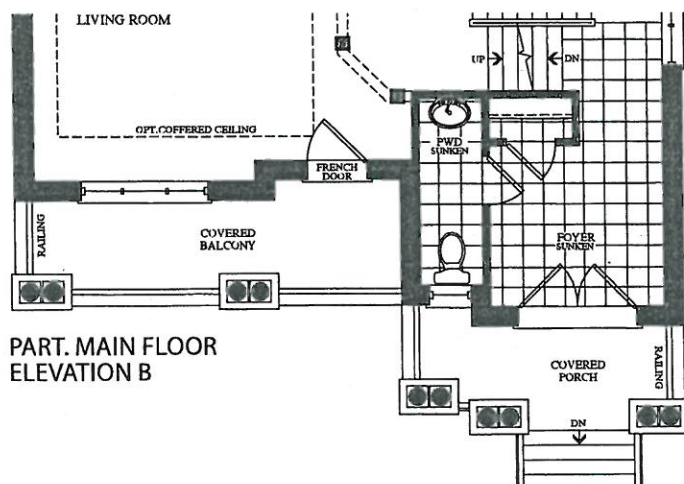 LIVING ROOM
UP
DN
OPT. COFFERED CEILING
PWD
SUNKEN
FRENCH
DOOR
RAILING
COVERED
BALCONY
FOYER
SUNKEN
PART. MAIN FLOOR
ELEVATION B
COVERED
PORCH
RAILING
DN